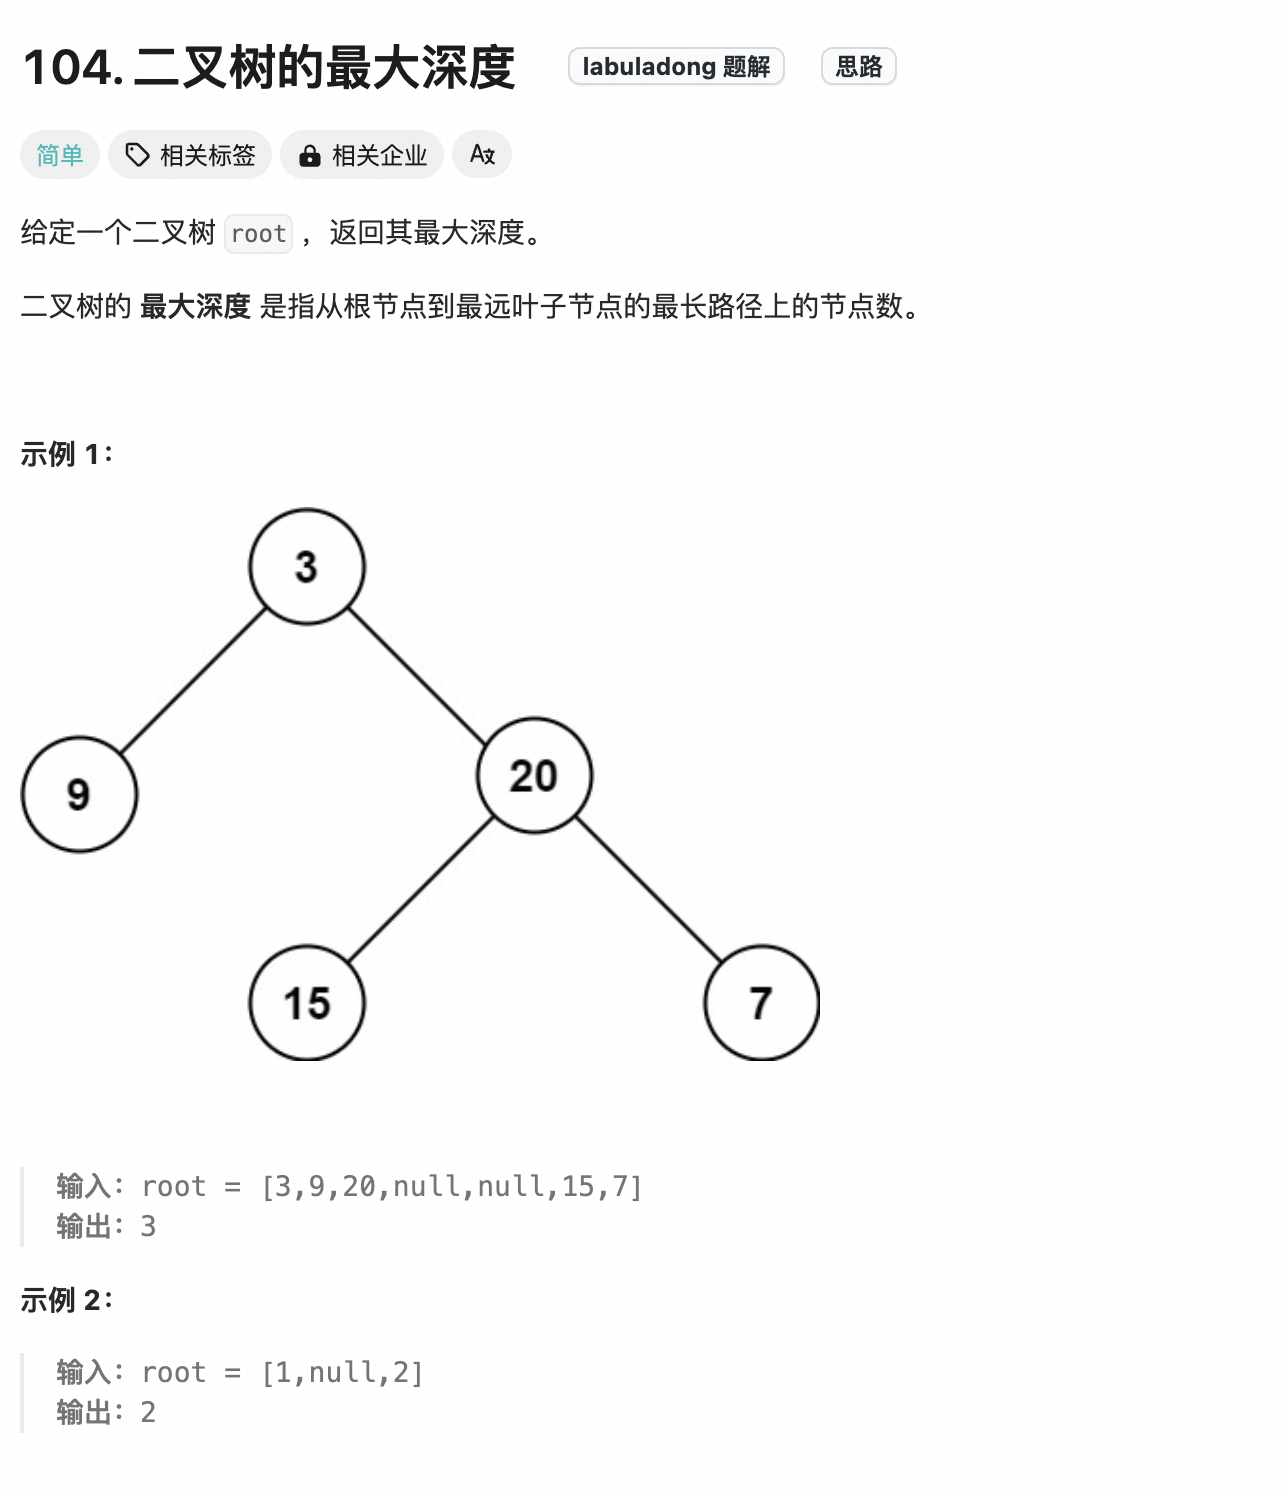 104. 二叉树的最大深度 labuladong 题解 思路
简单 相关标签 相关企业 A文
给定一个二叉树 root ，返回其最大深度。
二叉树的 最大深度 是指从根节点到最远叶子节点的最长路径上的节点数。
示例 1：
3
9
20
15
7
输入：root = [3,9,20,null,null,15,7]
输出：3
示例 2：
输入：root = [1,null,2]
输出：2